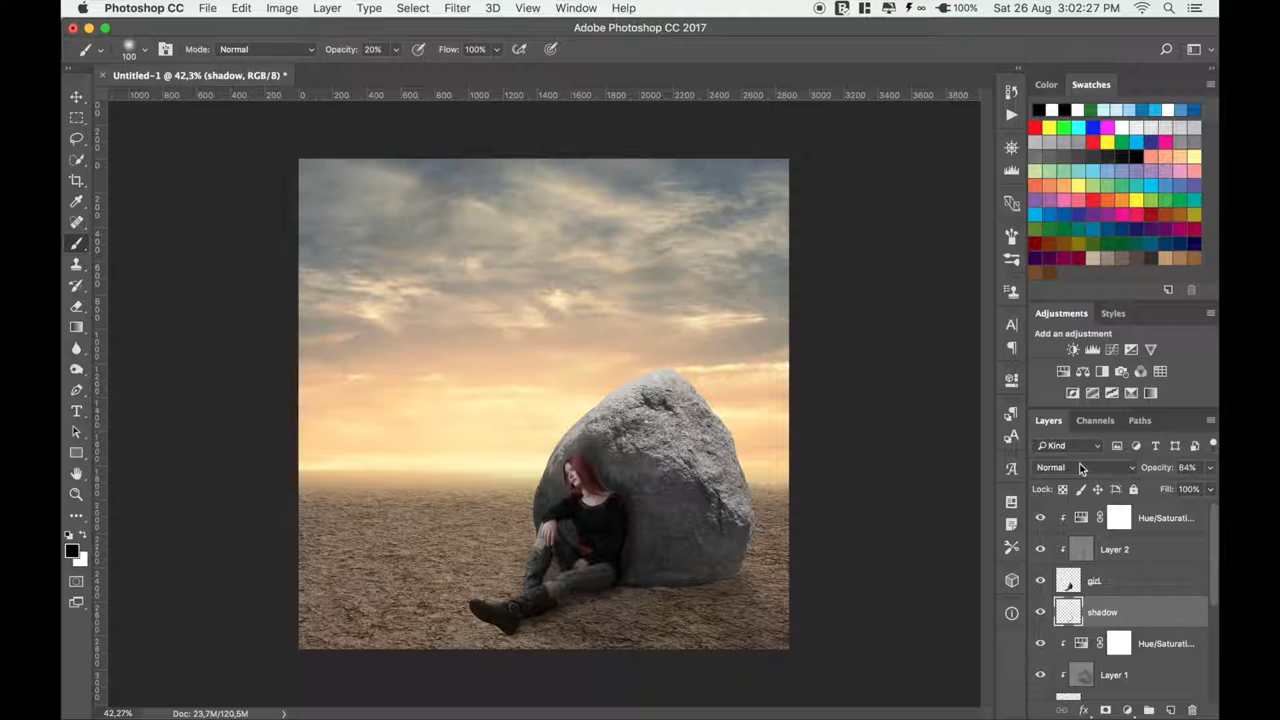 Photoshop CC File Edit Image Layer Type Select Filter 3D View Window Help 100% Sat 26 Aug 3:02:27 PM
Adobe Photoshop CC 2017
100 Mode: Normal Opacity: 20% Flow: 100%
Untitled-1 @ 42,3% (shadow, RGB/8) *
1000 800 600 400 200 0 200 400 600 800 1000 1200 1400 1600 1800 2000 2200 2400 2600 2800 3000 3200 3400 3600 3800
Color Swatches
Adjustments Styles
Add an adjustment
Layers Channels Paths
Kind
Normal Opacity: 84%
Lock: Fill: 100%
Hue/Saturati...
Layer 2
girl
shadow
Hue/Saturati...
Layer 1
42,27% Doc: 23,7M/120,5M